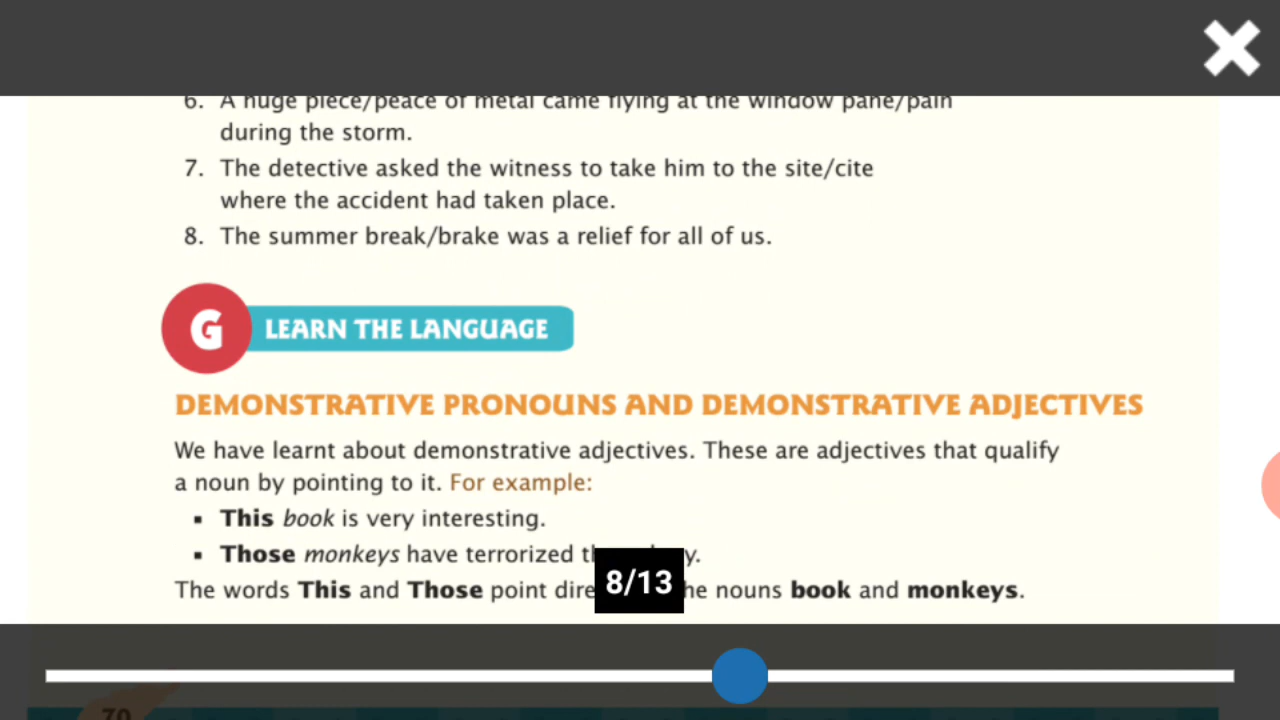 6. A huge piece/peace of metal came flying at the window pane/pain
during the storm.
7. The detective asked the witness to take him to the site/cite
where the accident had taken place.
8. The summer break/brake was a relief for all of us.
G LEARN THE LANGUAGE
DEMONSTRATIVE PRONOUNS AND DEMONSTRATIVE ADJECTIVES
We have learnt about demonstrative adjectives. These are adjectives that qualify
a noun by pointing to it. For example:
▪ This book is very interesting.
▪ Those monkeys have terrorized
The words This and Those point nouns book and monkeys.
8/13
70